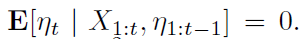 E[η_t | X_{1:t}, η_{1:t−1}] = 0.